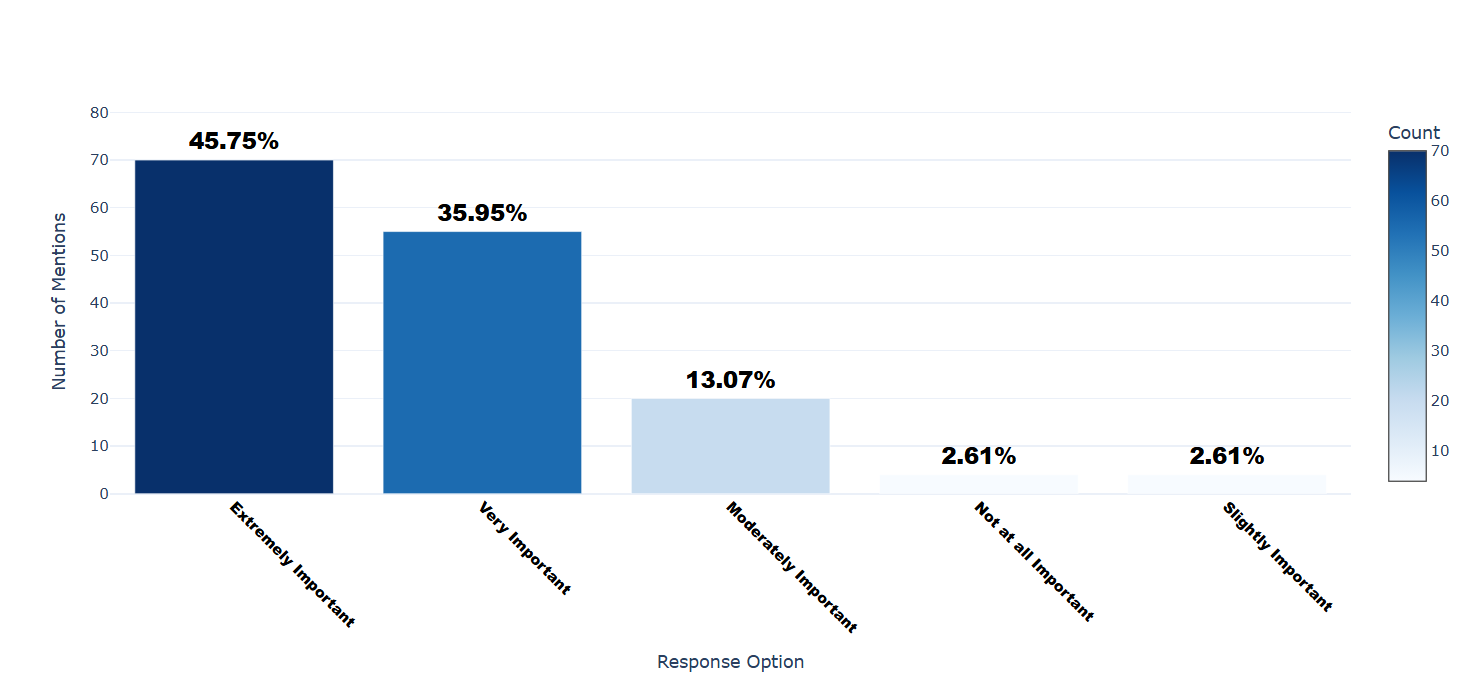 80
70
60
50
40
30
20
10
0
Number of Mentions
45.75%
35.95%
13.07%
2.61%
2.61%
Extremely Important
Very Important
Moderately Important
Not at all Important
Slightly Important
Response Option
Count
70
60
50
40
30
20
10